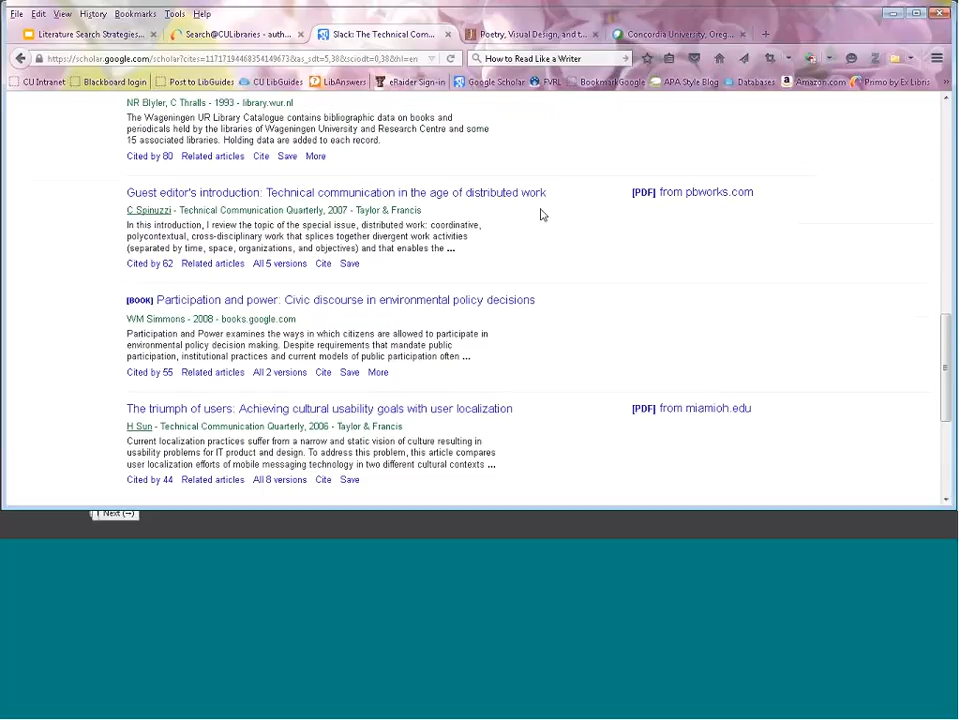 File Edit View History Bookmarks Tools Help
Literature Search Strategies... × Search@CULibraries - auth... × Slack: The Technical Com... × Poetry, Visual Design, and t... × Concordia University, Oreg... × +
https://scholar.google.com/scholar?cites=11717194468354149673&as_sdt=5,38&sciodt=0,38&hl=en How to Read Like a Writer
CU Intranet Blackboard login Post to LibGuides CU LibGuides LibAnswers eRaider Sign-in Google Scholar FVRL BookmarkGoogle APA Style Blog Databases Amazon.com Primo by Ex Libris »
NR Blyler, C Thralls - 1993 - library.wur.nl
The Wageningen UR Library Catalogue contains bibliographic data on books and
periodicals held by the libraries of Wageningen University and Research Centre and some
15 associated libraries. Holding data are added to each record.
Cited by 80 Related articles Cite Save More
Guest editor's introduction: Technical communication in the age of distributed work [PDF] from pbworks.com
C Spinuzzi - Technical Communication Quarterly, 2007 - Taylor & Francis
In this introduction, I review the topic of the special issue, distributed work: coordinative,
polycontextual, cross-disciplinary work that splices together divergent work activities
(separated by time, space, organizations, and objectives) and that enables the ...
Cited by 62 Related articles All 5 versions Cite Save
[BOOK] Participation and power: Civic discourse in environmental policy decisions
WM Simmons - 2008 - books.google.com
Participation and Power examines the ways in which citizens are allowed to participate in
environmental policy decision making. Despite requirements that mandate public
participation, institutional practices and current models of public participation often ...
Cited by 55 Related articles All 2 versions Cite Save More
The triumph of users: Achieving cultural usability goals with user localization [PDF] from miamioh.edu
H Sun - Technical Communication Quarterly, 2006 - Taylor & Francis
Current localization practices suffer from a narrow and static vision of culture resulting in
usability problems for IT product and design. To address this problem, this article compares
user localization efforts of mobile messaging technology in two different cultural contexts ...
Cited by 44 Related articles All 8 versions Cite Save
Next (→)